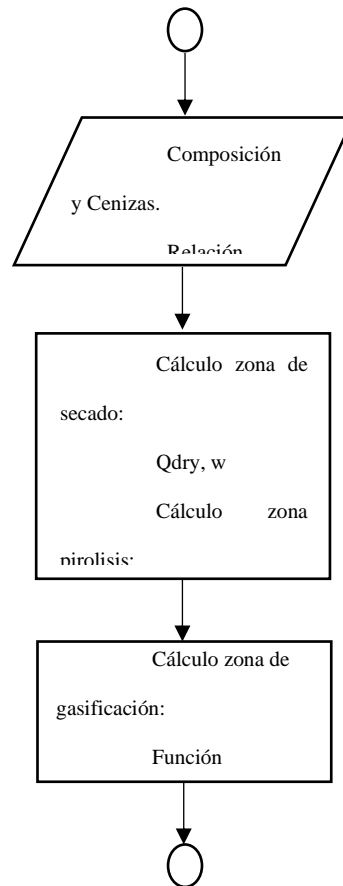 Composición
y Cenizas.
Relación
Cálculo zona de
secado:
Qdry, w
Cálculo zona
pirolisis:
Cálculo zona de
gasificación:
Función